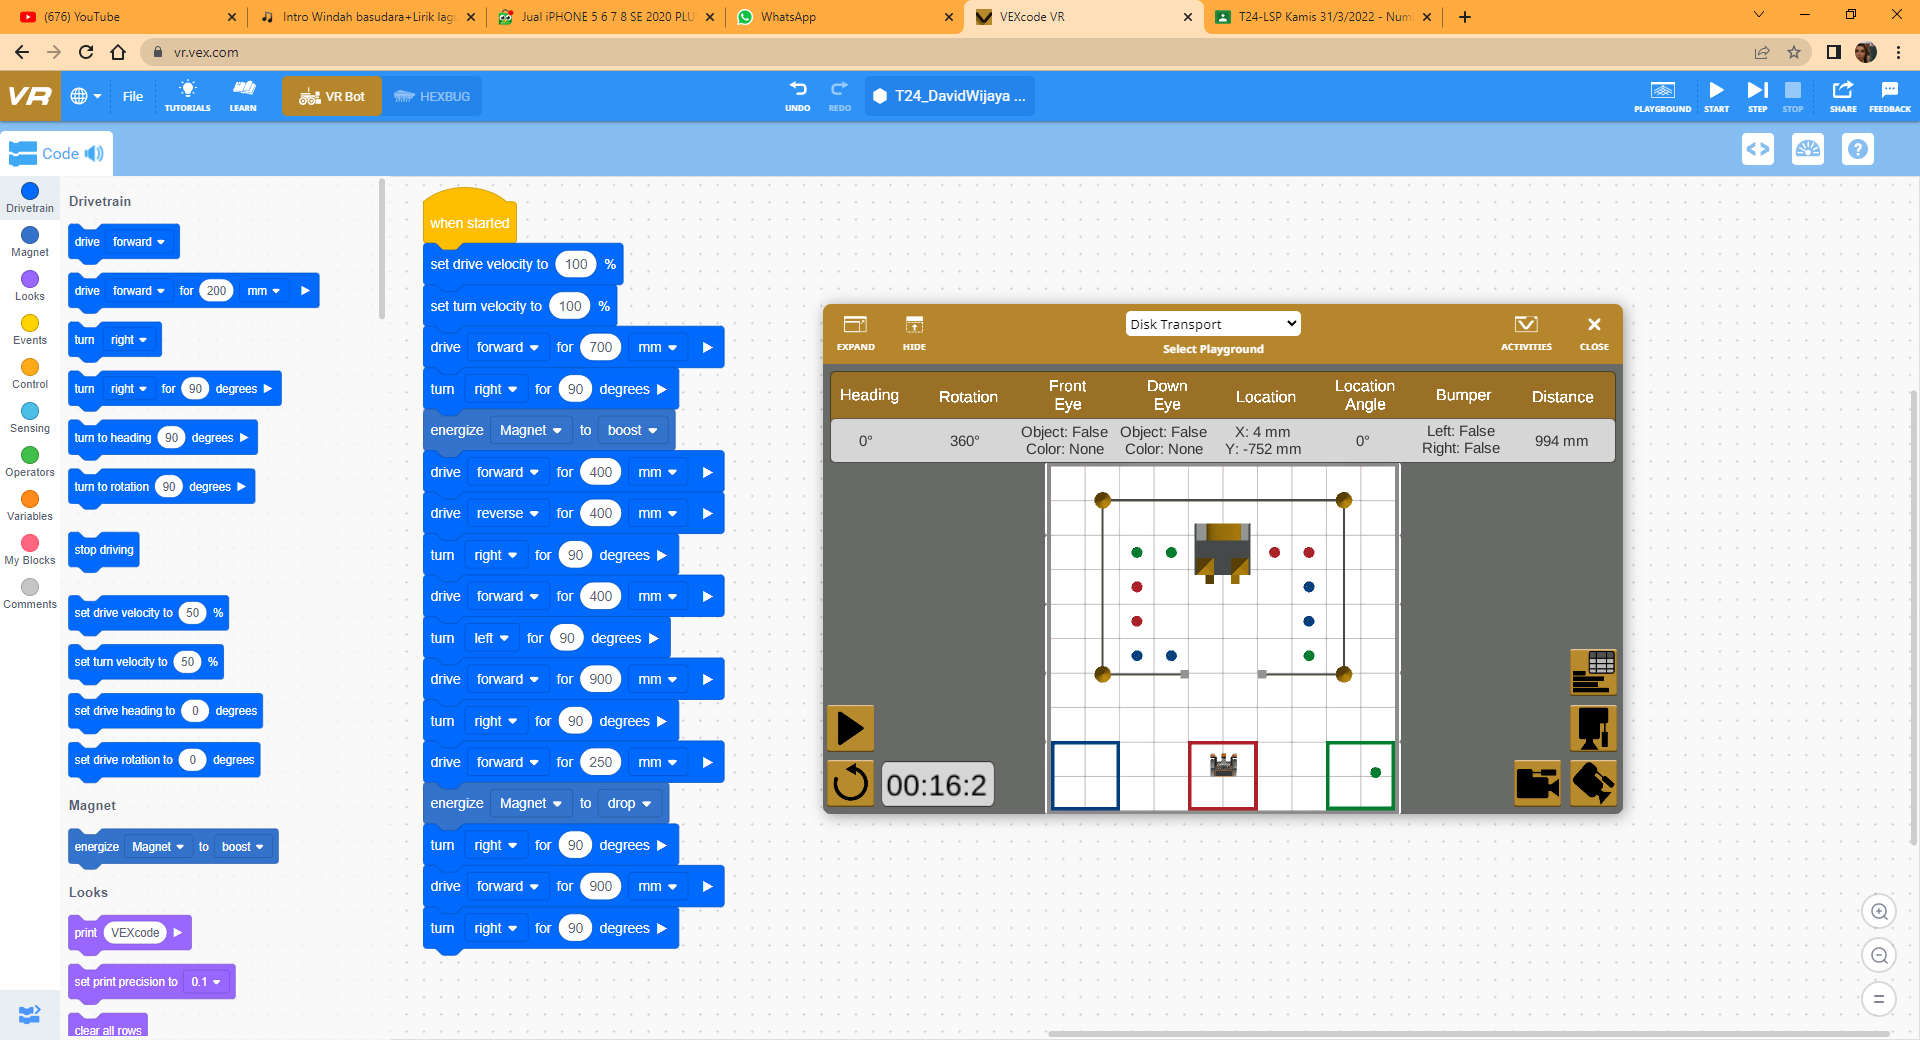 (676) YouTube
Intro Windah basudara+Lirik lagu
Jual iPHONE 5 6 7 8 SE 2020 PLU
WhatsApp
VEXcode VR
T24-LSP Kamis 31/3/2022 - Num
vr.vex.com
VR
File
TUTORIALS
LEARN
VR Bot
HEXBUG
UNDO
REDO
T24_DavidWijaya ...
PLAYGROUND
START
STEP
STOP
SHARE
FEEDBACK
Code
Drivetrain
Magnet
Looks
Events
Control
Sensing
Operators
Variables
My Blocks
Comments
Drivetrain
drive forward
drive forward for 200 mm
turn right
turn right for 90 degrees
turn to heading 90 degrees
turn to rotation 90 degrees
stop driving
set drive velocity to 50 %
set turn velocity to 50 %
set drive heading to 0 degrees
set drive rotation to 0 degrees
Magnet
energize Magnet to boost
Looks
print VEXcode
set print precision to 0.1
clear all rows
when started
set drive velocity to 100 %
set turn velocity to 100 %
drive forward for 700 mm
turn right for 90 degrees
energize Magnet to boost
drive forward for 400 mm
drive reverse for 400 mm
turn right for 90 degrees
drive forward for 400 mm
turn left for 90 degrees
drive forward for 900 mm
turn right for 90 degrees
drive forward for 250 mm
energize Magnet to drop
turn right for 90 degrees
drive forward for 900 mm
turn right for 90 degrees
EXPAND
HIDE
Disk Transport
Select Playground
ACTIVITIES
CLOSE
Heading Rotation Front Eye Down Eye Location Location Angle Bumper Distance
0° 360° Object: False Object: False X: 4 mm 0° Left: False 994 mm
Color: None Color: None Y: -752 mm Right: False
00:16:2